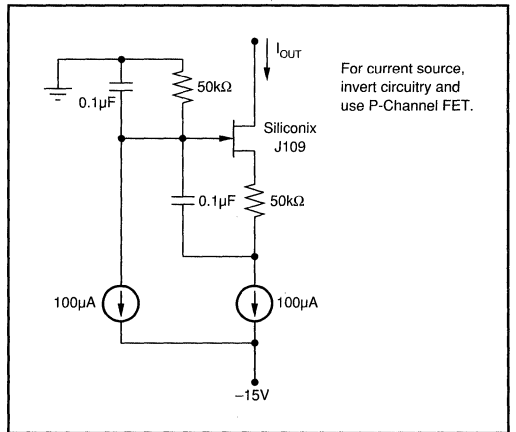 I_OUT
For current source,
invert circuitry and
use P-Channel FET.
50kΩ
0.1µF
Siliconix
J109
0.1µF
50kΩ
100µA
100µA
–15V